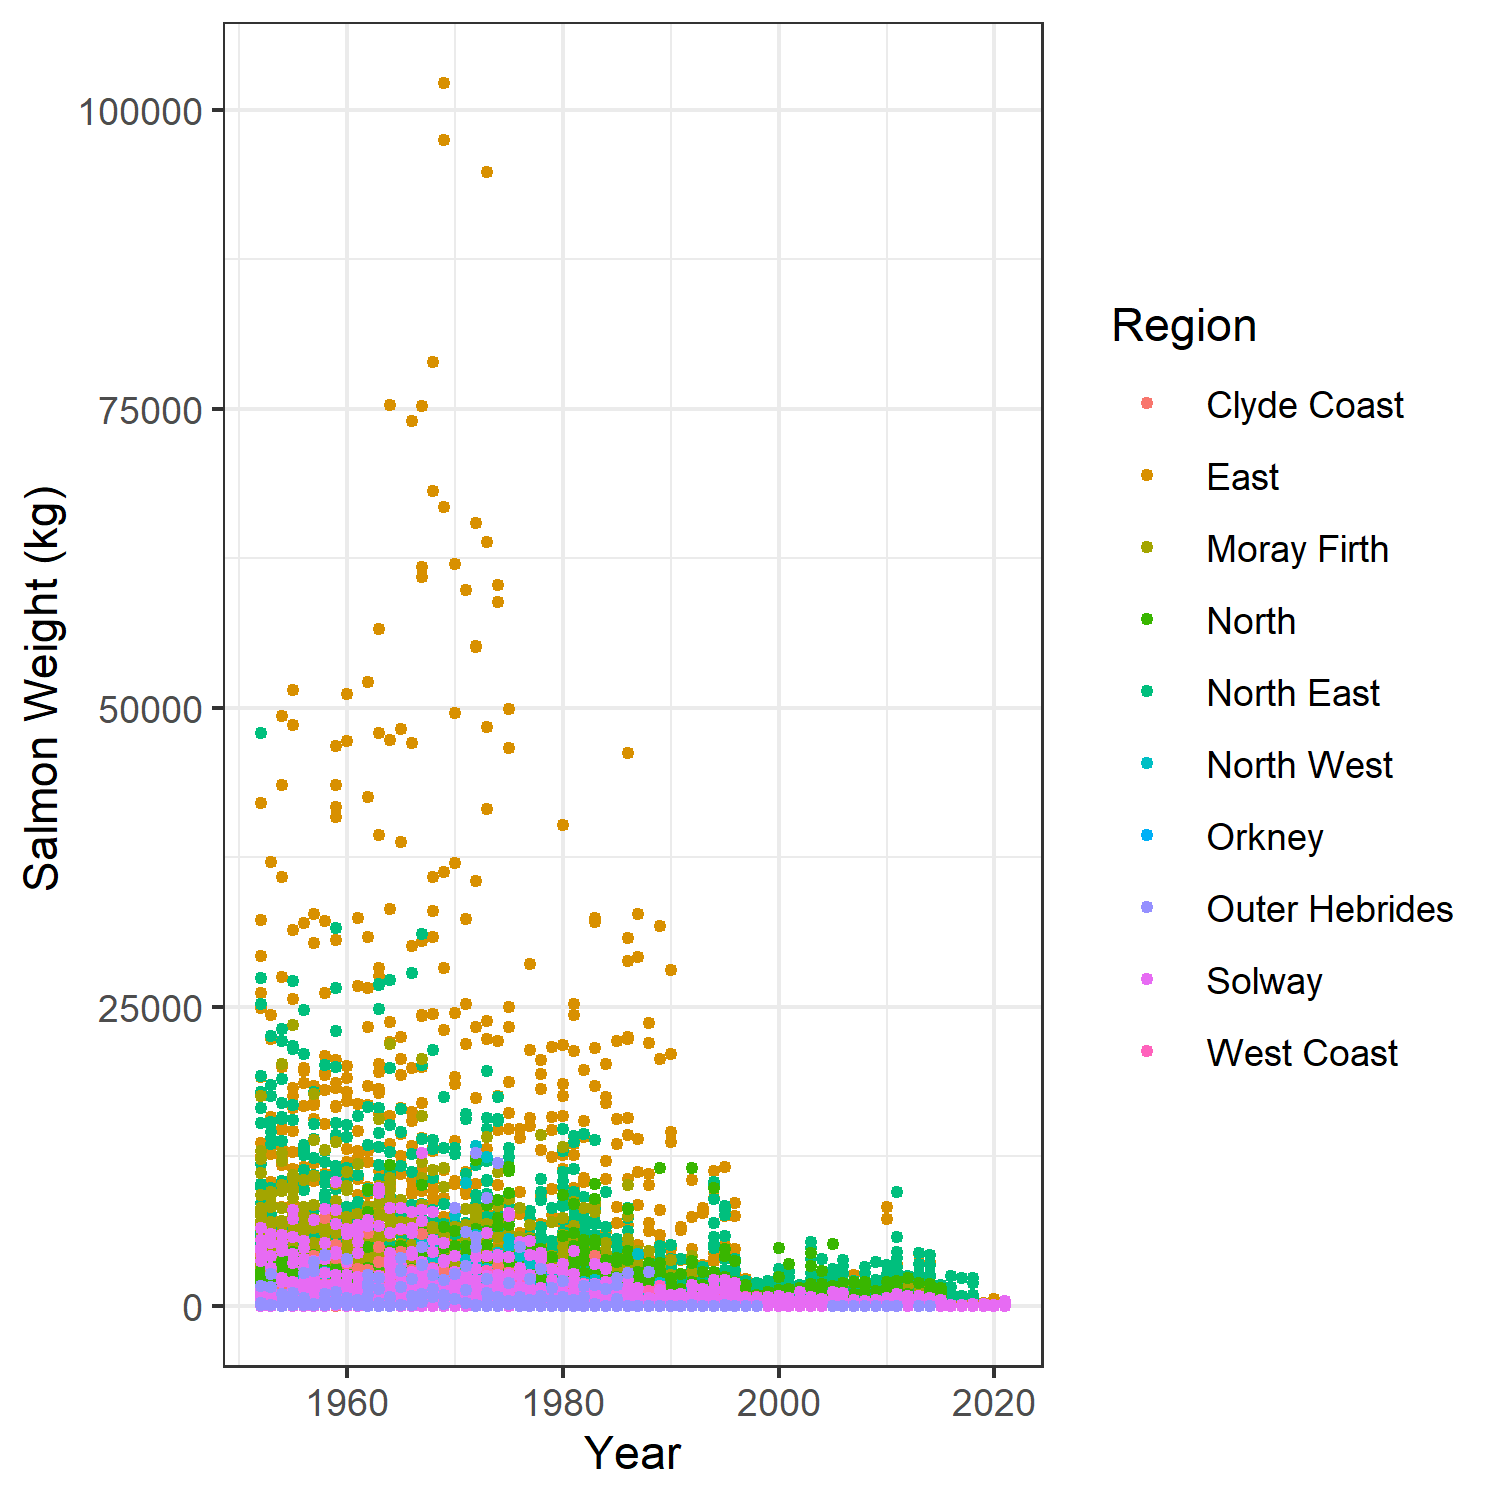 100000
75000
50000
25000
0
Salmon Weight (kg)
1960
1980
2000
2020
Year
Region
Clyde Coast
East
Moray Firth
North
North East
North West
Orkney
Outer Hebrides
Solway
West Coast